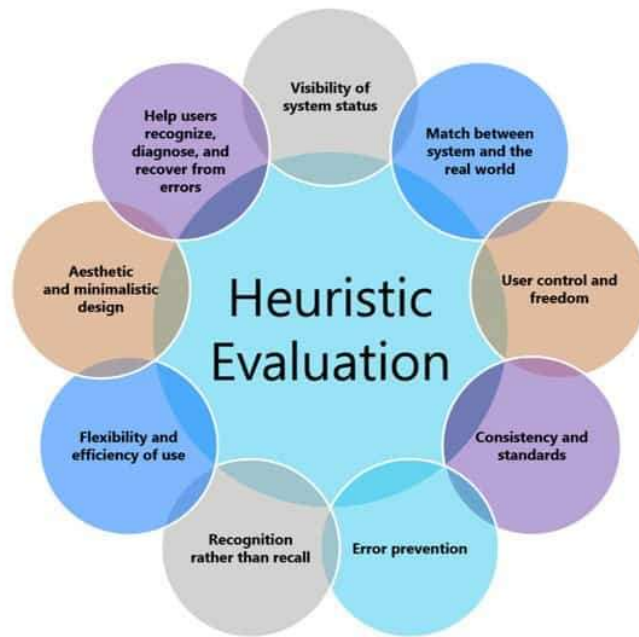 Heuristic
Evaluation
Visibility of
system status
Match between
system and the
real world
User control and
freedom
Consistency and
standards
Error prevention
Recognition
rather than recall
Flexibility and
efficiency of use
Aesthetic
and minimalistic
design
Help users
recognize,
diagnose, and
recover from
errors